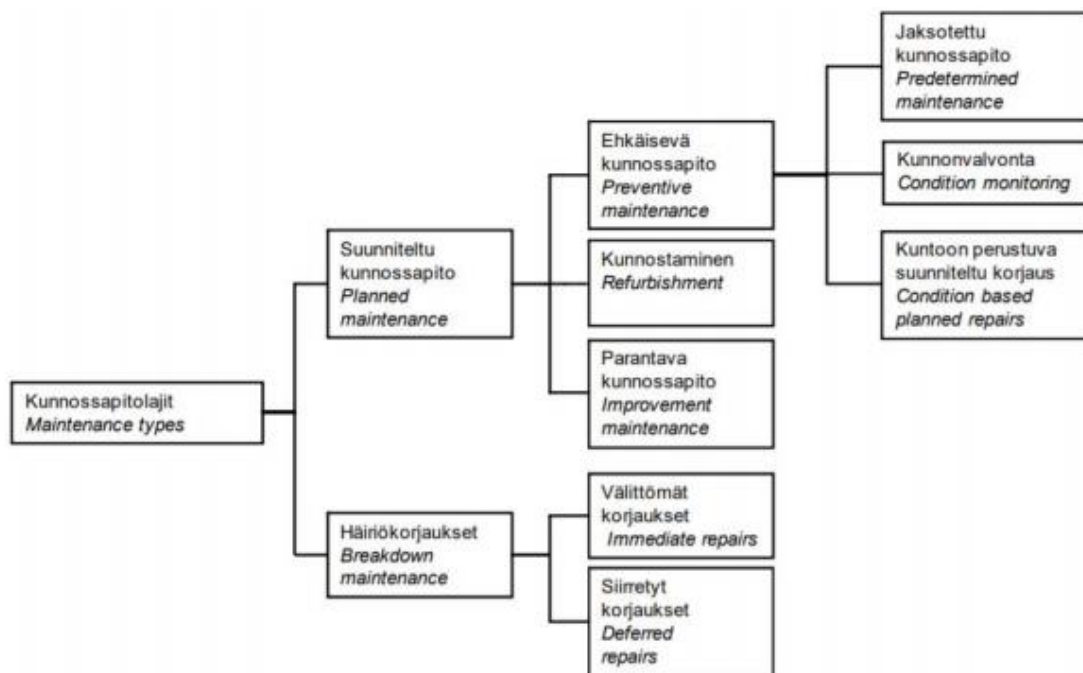 Kunnossapitolajit
Maintenance types
Suunniteltu
kunnossapito
Planned
maintenance
Häiriökorjaukset
Breakdown
maintenance
Ehkäisevä
kunnossapito
Preventive
maintenance
Kunnostaminen
Refurbishment
Parantava
kunnossapito
Improvement
maintenance
Välittömät
korjaukset
Immediate repairs
Siirretyt
korjaukset
Deferred
repairs
Jaksotettu
kunnossapito
Predetermined
maintenance
Kunnonvalvonta
Condition monitoring
Kuntoon perustuva
suunniteltu korjaus
Condition based
planned repairs